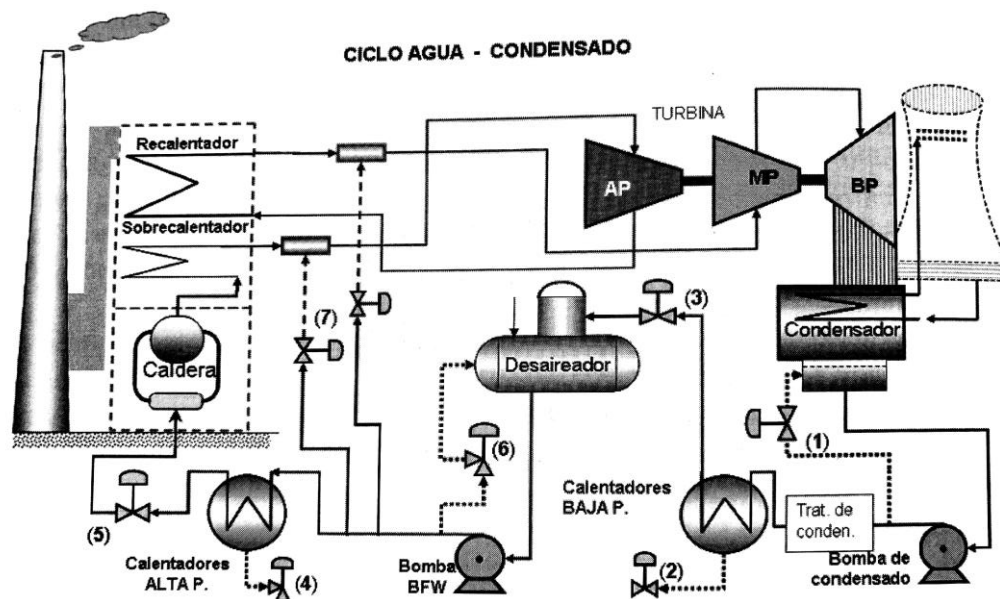 CICLO AGUA - CONDENSADO
TURBINA
Recalentador
AP
MP
BP
Sobrecalentador
(7)
(3)
Condensador
Caldera
Desaireador
(1)
(6)
Calentadores
BAJA P.
Trat. de
conden.
(5)
Calentadores
ALTA P.
(4)
Bomba
BFW
(2)
Bomba de
condensado